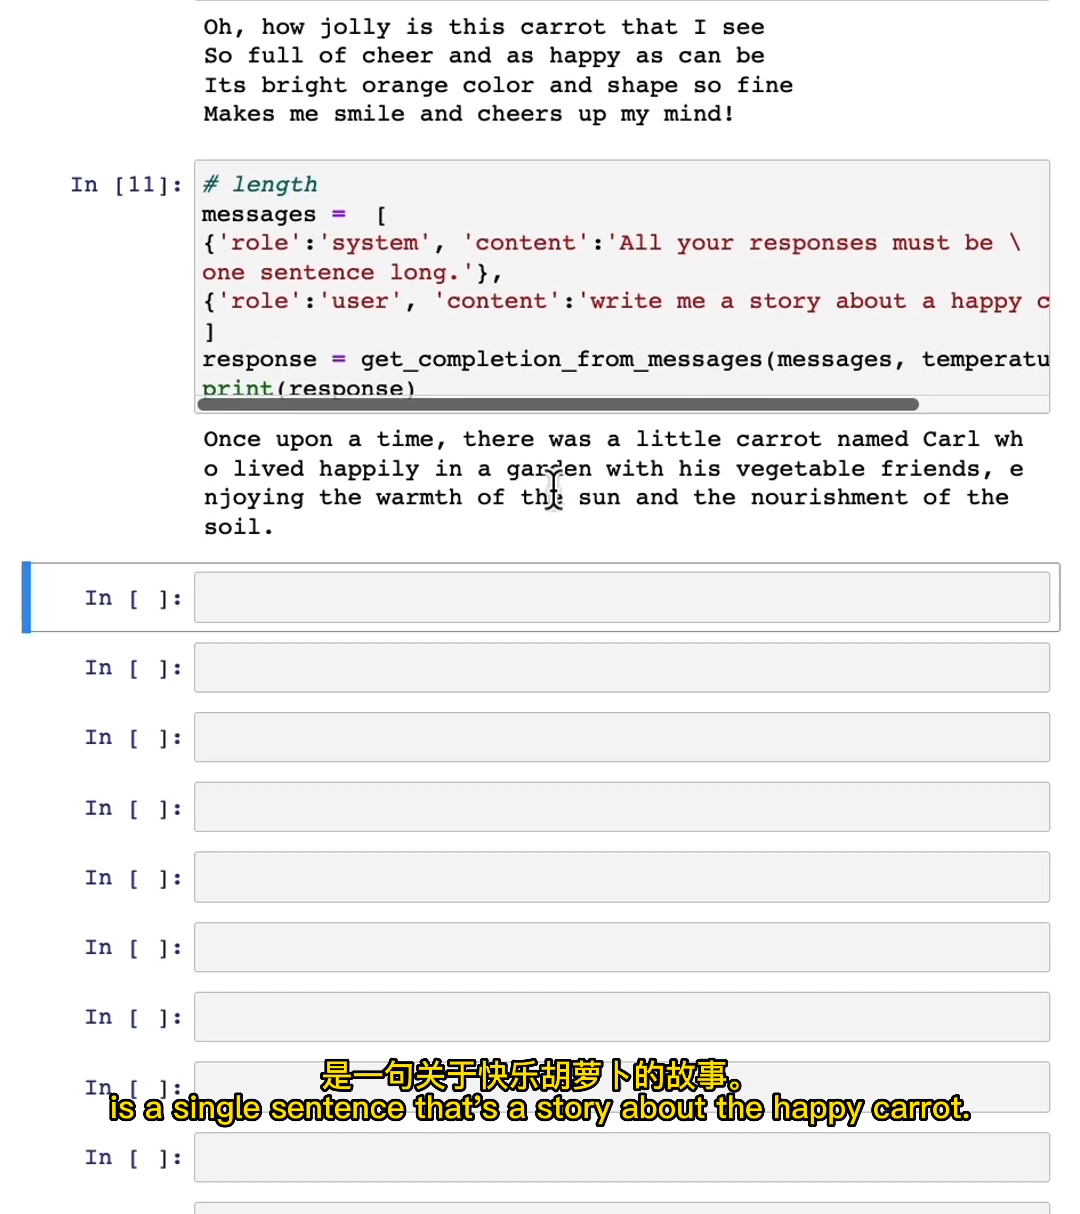 Oh, how jolly is this carrot that I see
So full of cheer and as happy as can be
Its bright orange color and shape so fine
Makes me smile and cheers up my mind!
In [11]: # length
messages =  [
{'role':'system', 'content':'All your responses must be \
one sentence long.'},
{'role':'user', 'content':'write me a story about a happy c
]
response = get_completion_from_messages(messages, temperatu
print(response)
Once upon a time, there was a little carrot named Carl wh
o lived happily in a garden with his vegetable friends, e
njoying the warmth of the sun and the nourishment of the
soil.
In [ ]:
In [ ]:
In [ ]:
In [ ]:
In [ ]:
In [ ]:
In [ ]:
是一句关于快乐胡萝卜的故事。
In [ ]:
is a single sentence that's a story about the happy carrot.
In [ ]: